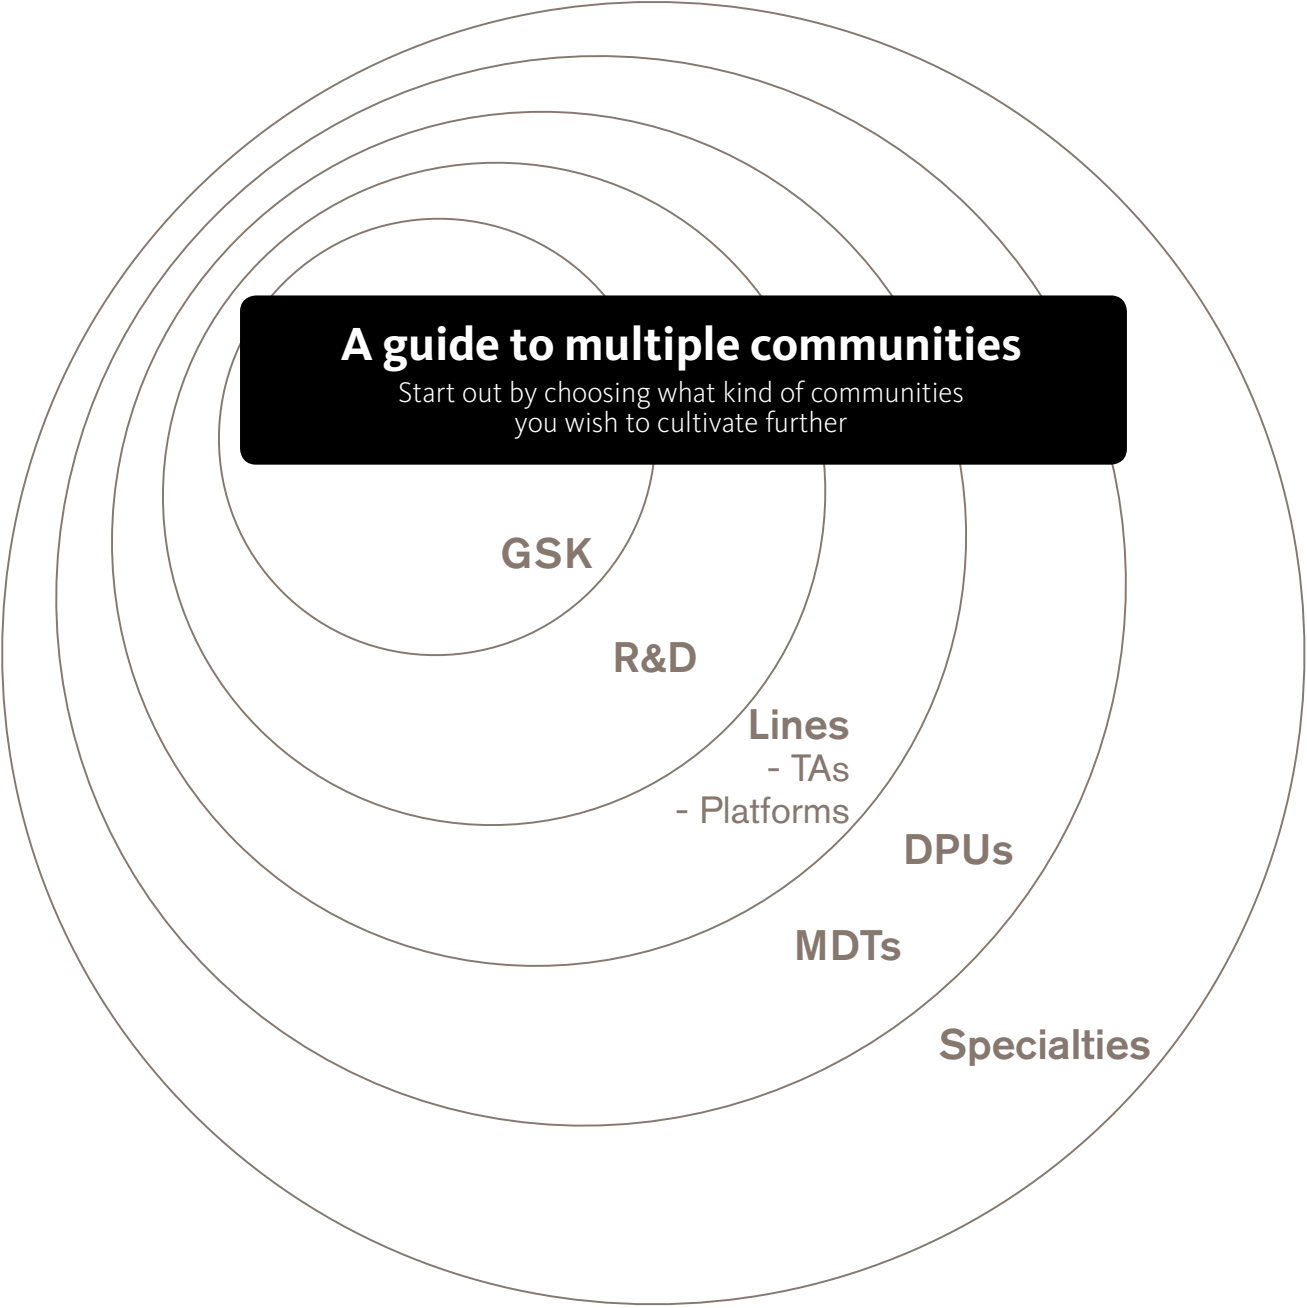 A guide to multiple communities
Start out by choosing what kind of communities
you wish to cultivate further
GSK
R&D
Lines
- TAs
- Platforms
DPUs
MDTs
Specialties